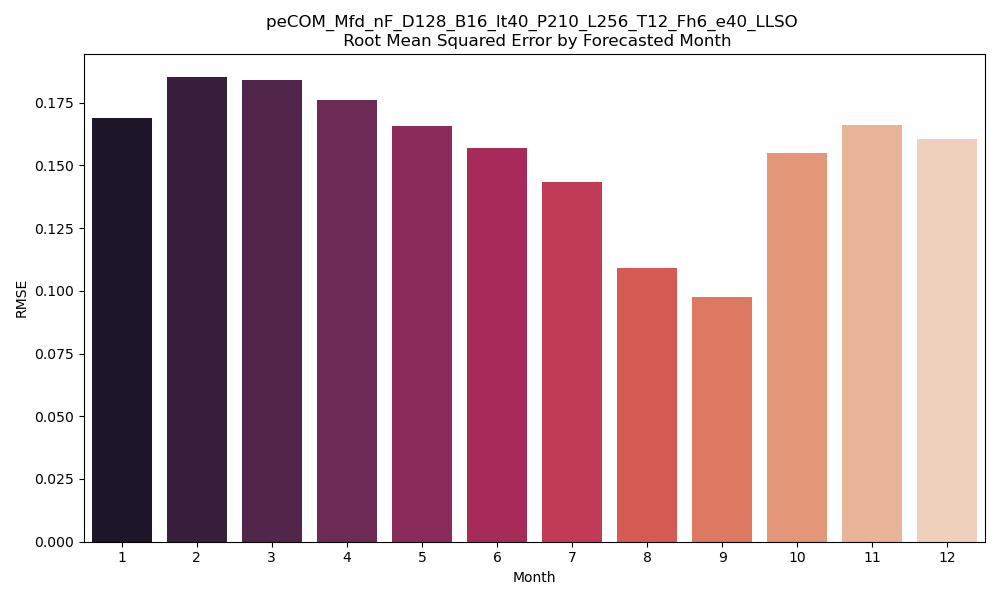 peCOM_Mfd_nF_D128_B16_It40_P210_L256_T12_Fh6_e40_LLSO
Root Mean Squared Error by Forecasted Month
RMSE
0.175
0.150
0.125
0.100
0.075
0.050
0.025
0.000
1 2 3 4 5 6 7 8 9 10 11 12
Month